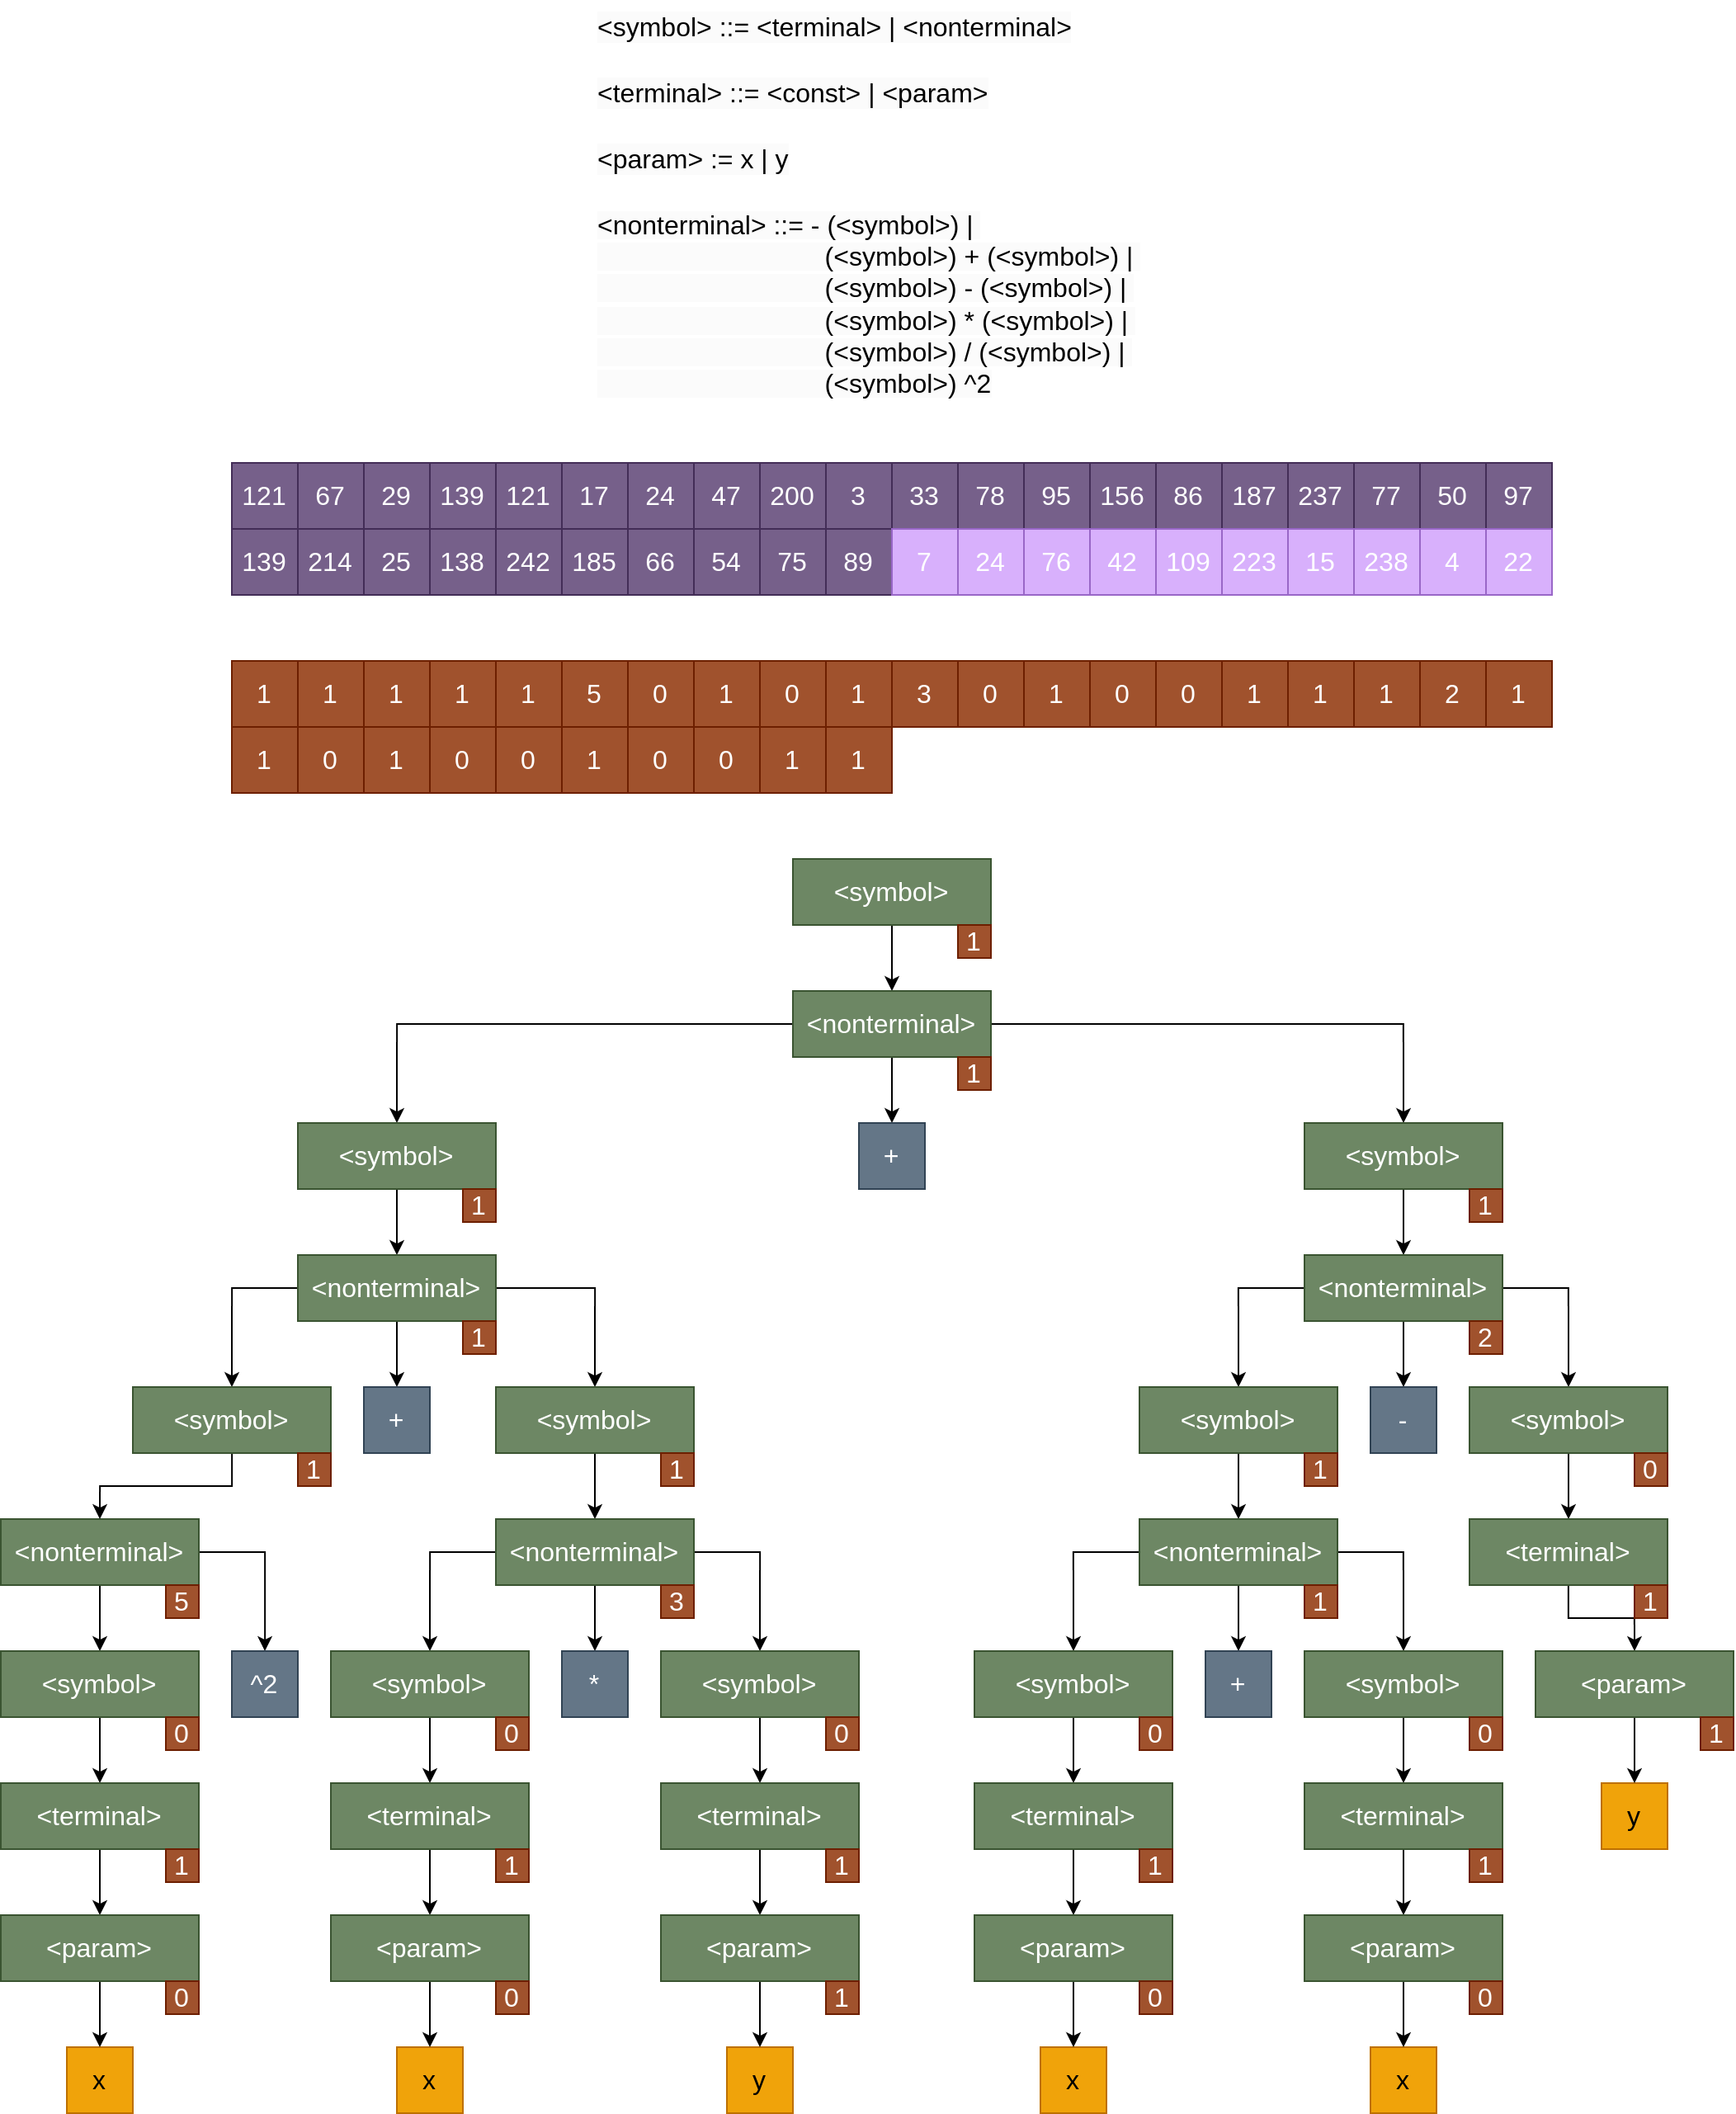 <symbol> ::= <terminal> | <nonterminal>
<terminal> ::= <const> | <param>
<param> := x | y
<nonterminal> ::= - (<symbol>) |
(<symbol>) + (<symbol>) |
(<symbol>) - (<symbol>) |
(<symbol>) * (<symbol>) |
(<symbol>) / (<symbol>) |
(<symbol>) ^2
121 67 29 139 121 17 24 47 200 3 33 78 95 156 86 187 237 77 50 97
139 214 25 138 242 185 66 54 75 89 7 24 76 42 109 223 15 238 4 22
1 1 1 1 1 5 0 1 0 1 3 0 1 0 0 1 1 1 2 1
1 0 1 0 0 1 0 0 1 1
<symbol>
1
<nonterminal>
1
<symbol> + <symbol>
1 1
<nonterminal> <nonterminal>
1 2
<symbol> + <symbol> <symbol> - <symbol>
1 1 1 0
<nonterminal> <nonterminal> <nonterminal> <terminal>
5 3 1 1
<symbol> ^2 <symbol> * <symbol> <symbol> + <symbol> <param>
0 0 0 0 0 1
<terminal> <terminal> <terminal> <terminal> <terminal> y
1 1 1 1 1
<param> <param> <param> <param> <param>
0 0 1 0 0
x x y x x